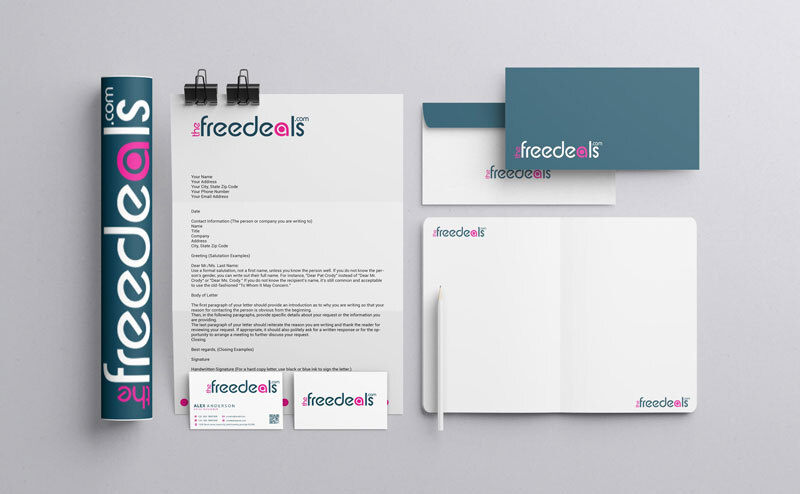 thefreedeals.com
thefreedeals.com
Your Name
Your Address
Your City, State Zip Code
Your Phone Number
Your Email Address
Date
Contact Information (The person or company you are writing to)
Name
Title
Company
Address
City, State Zip Code
Greeting (Salutation Examples)
Dear Mr./Ms. Last Name:
Use a formal salutation, not a first name, unless you know the person well. If you do not know the per-
son's gender, you can write out their full name. For instance, "Dear Pat Crody" instead of "Dear Mr.
Crody" or "Dear Ms. Crody." If you do not know the recipient's name, it's still common and acceptable
to use the old-fashioned "To Whom It May Concern."
Body of Letter
The first paragraph of your letter should provide an introduction as to why you are writing so that your
reason for contacting the person is obvious from the beginning.
Then, in the following paragraphs, provide specific details about your request or the information you
are providing.
The last paragraph of your letter should reiterate the reason you are writing and thank the reader for
reviewing your request. If appropriate, it should also politely ask for a written response or for the op-
portunity to arrange a meeting to further discuss your request.
Closing
Best regards, (Closing Examples)
Signature
Handwritten Signature (For a hard copy letter, use black or blue ink to sign the letter.)
thefreedeals.com
ALEX ANDERSON
thefreedeals.com
thefreedeals.com
thefreedeals
thefreedeals.com
thefreedeals.com